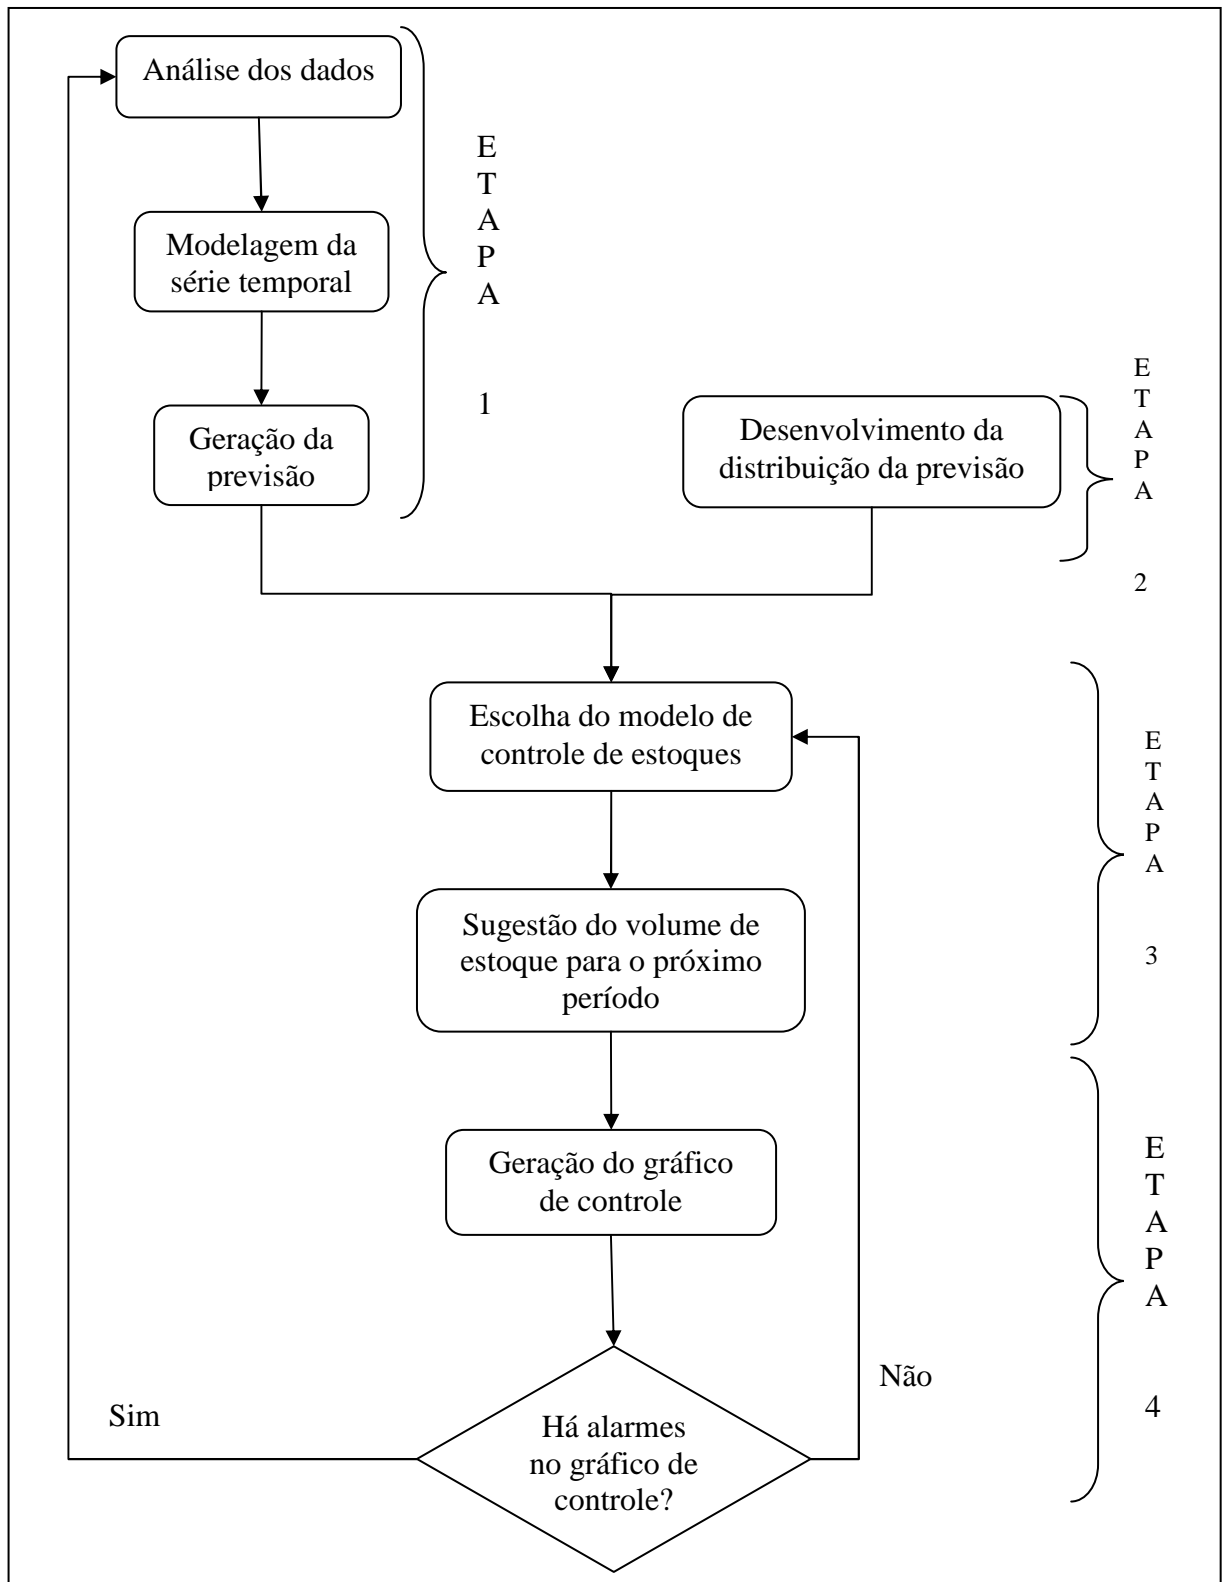 Análise dos dados
Modelagem da
série temporal
Geração da
previsão
E
T
A
P
A
1
Desenvolvimento da
distribuição da previsão
E
T
A
P
A
2
Escolha do modelo de
controle de estoques
Sugestão do volume de
estoque para o próximo
período
E
T
A
P
A
3
Geração do gráfico
de controle
Há alarmes
no gráfico de
controle?
Sim
Não
E
T
A
P
A
4